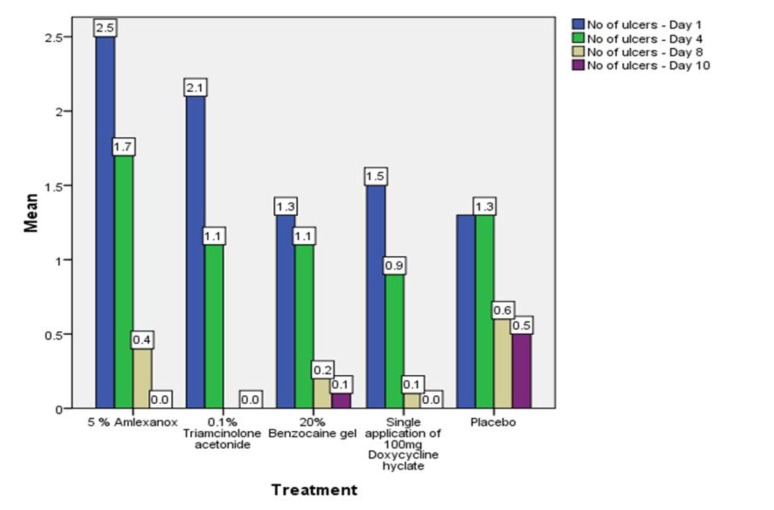 No of ulcers - Day 1
No of ulcers - Day 4
No of ulcers - Day 8
No of ulcers - Day 10
Mean
2.5
2
1.5
1
0.5
0
2.5
1.7
0.4
0.0
2.1
1.1
0.0
1.3
1.1
0.2
0.1
1.5
0.9
0.1
0.0
1.3
0.6
0.5
5 % Amlexanox
0.1%
Triamcinolone
acetonide
20%
Benzocaine gel
Single
application of
100mg
Doxycycline
hyclate
Placebo
Treatment